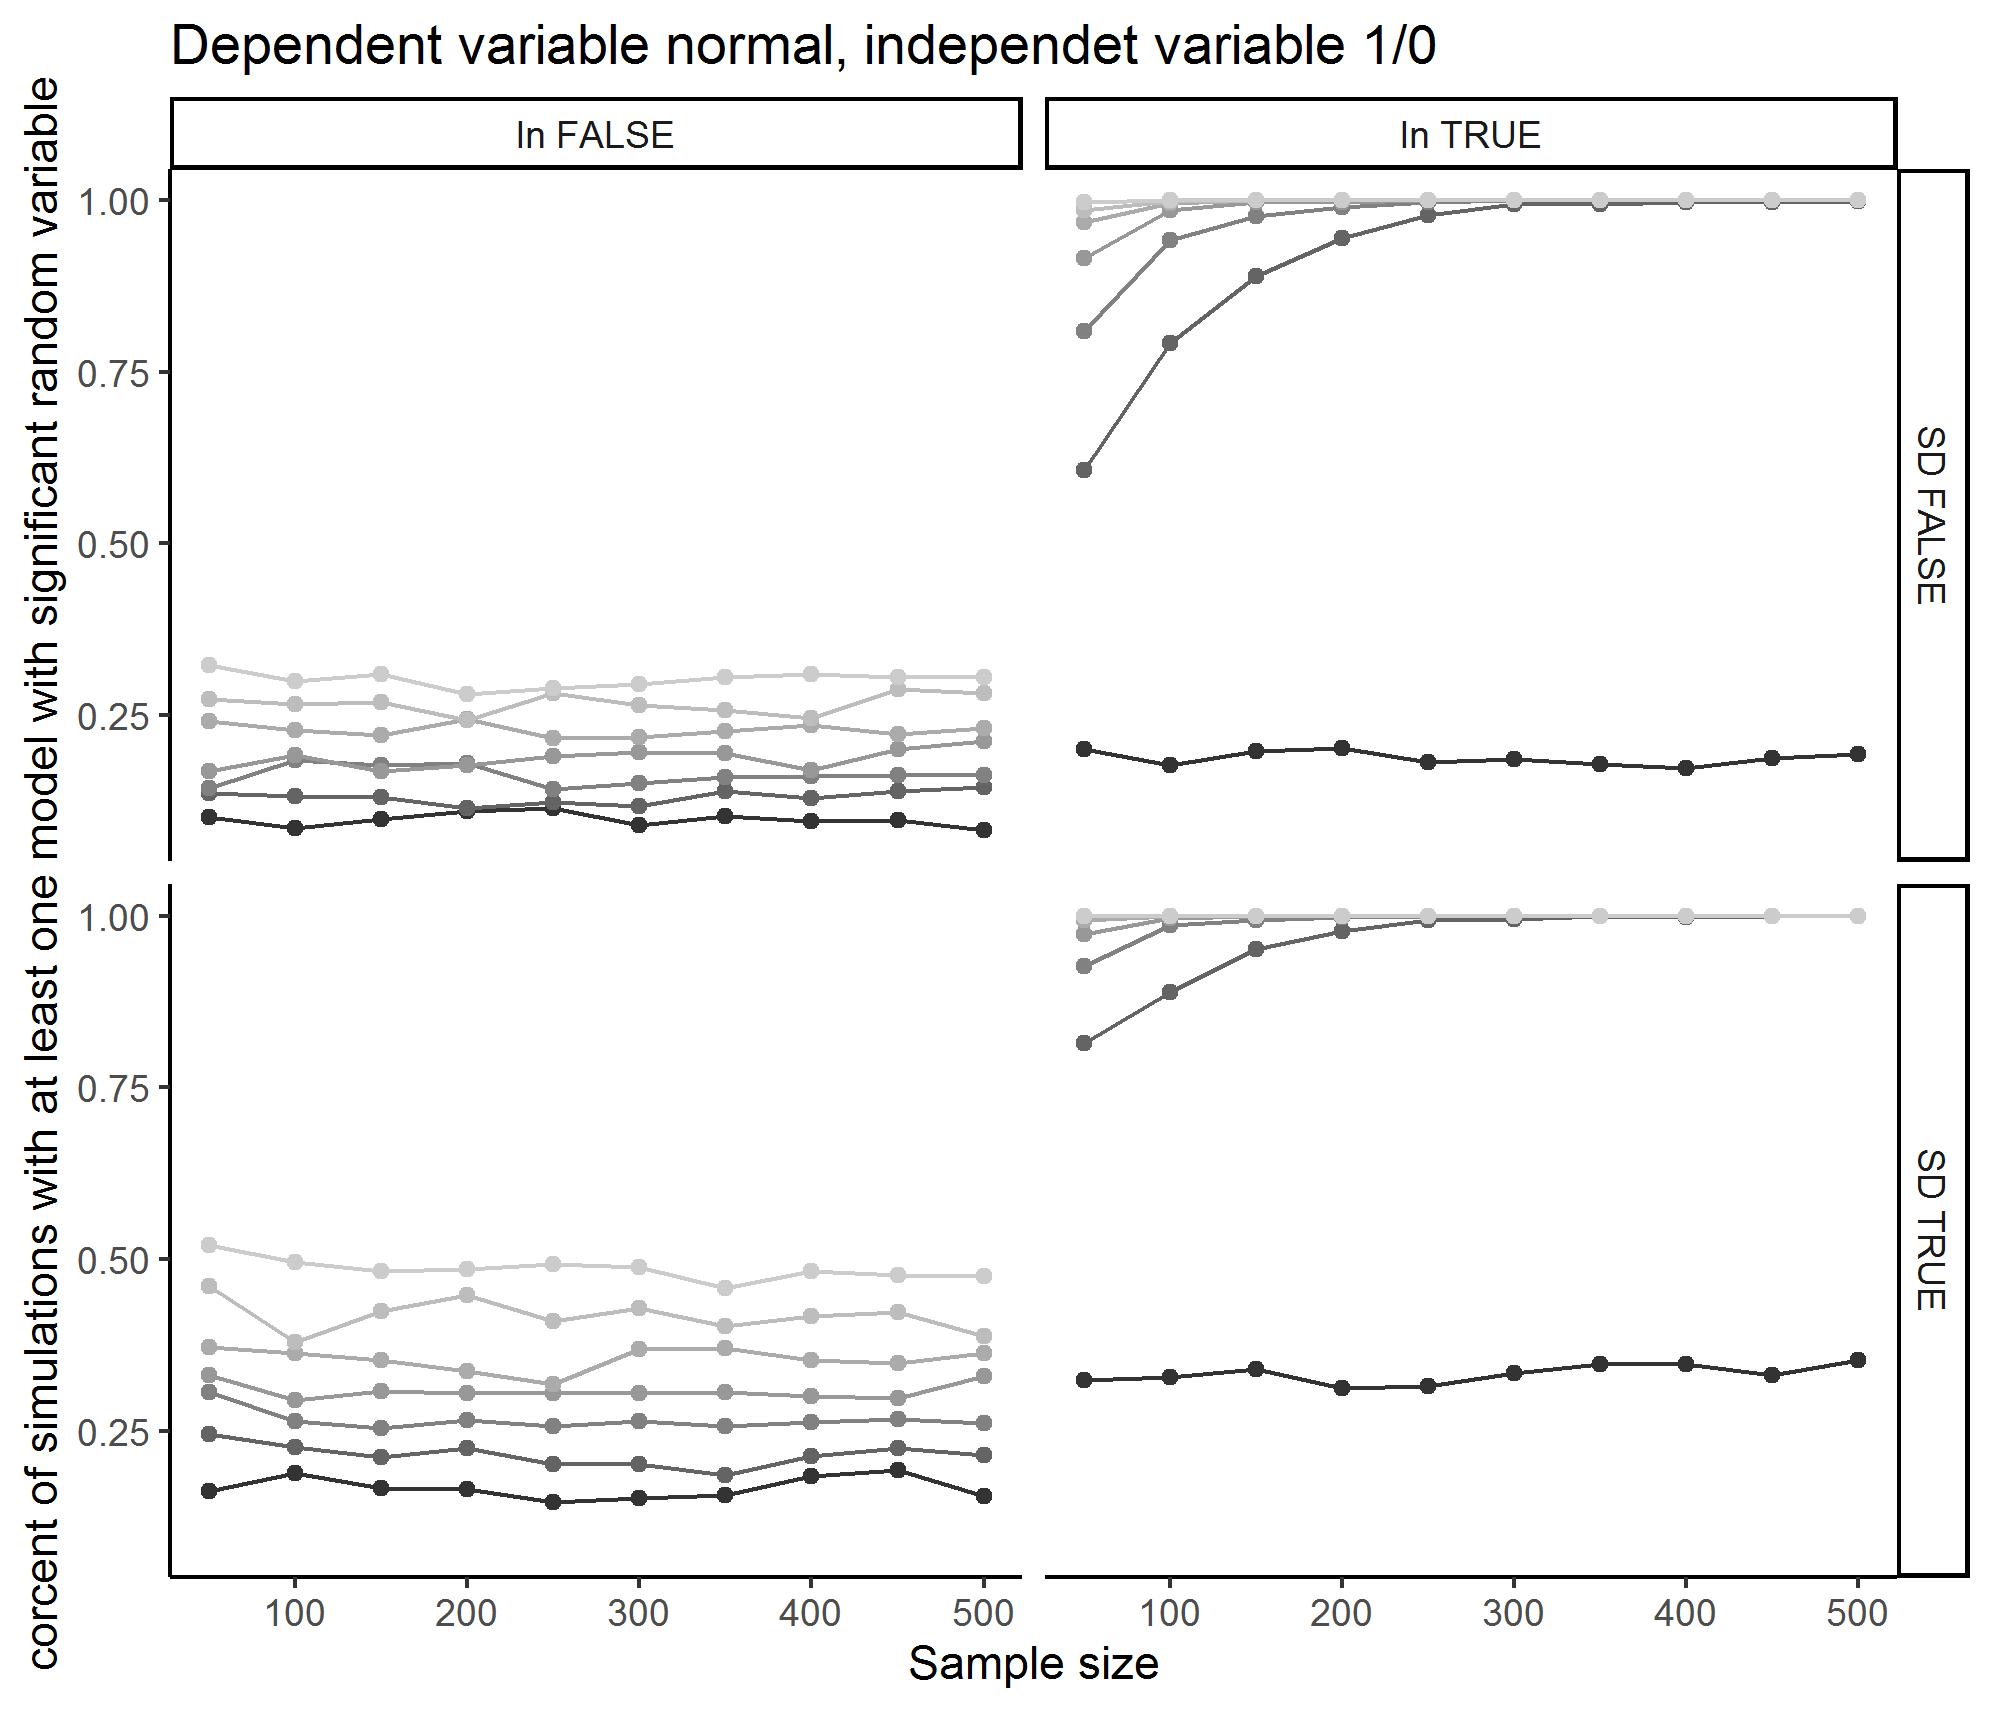 Dependent variable normal, independet variable 1/0
In FALSE
In TRUE
corcent of simulations with at least one model with significant random variable
1.00
0.75
0.50
0.25
SD FALSE
1.00
0.75
0.50
0.25
SD TRUE
100 200 300 400 500
100 200 300 400 500
Sample size